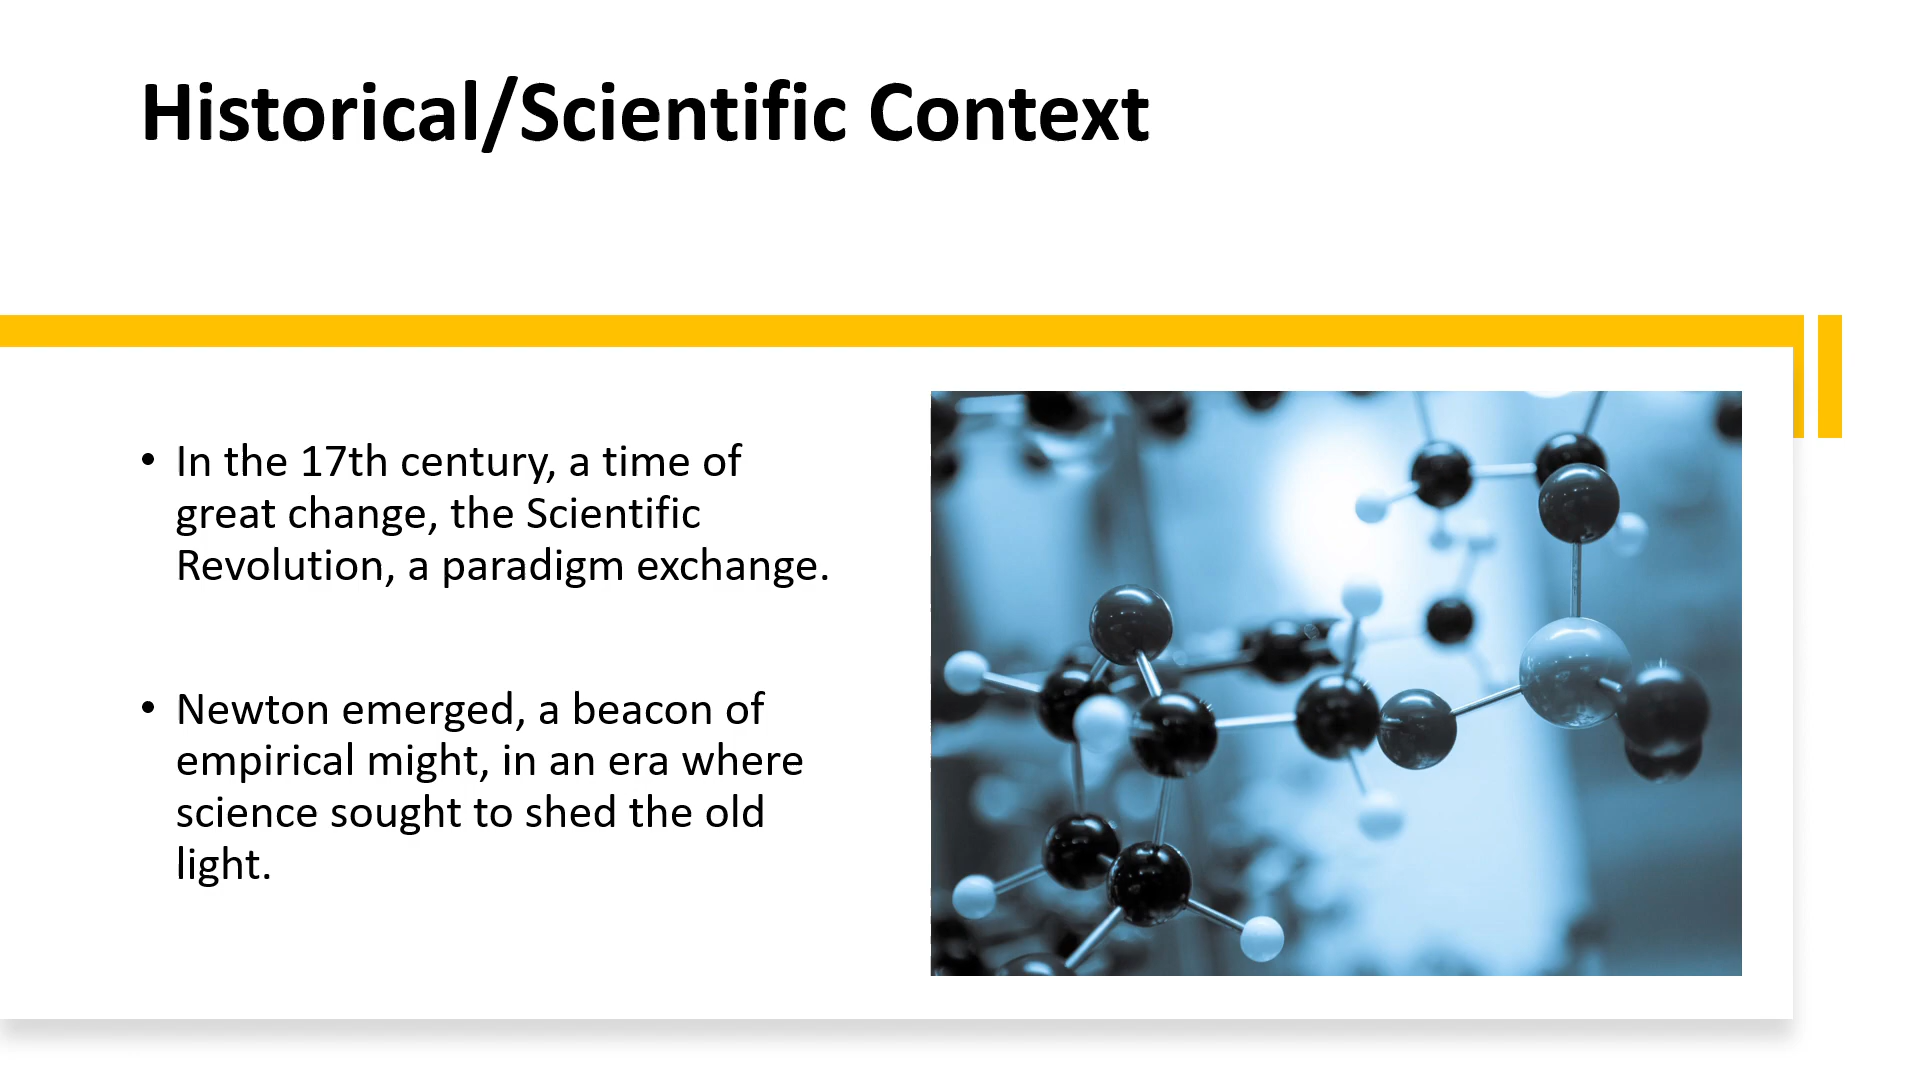 Historical/Scientific Context
• In the 17th century, a time of
great change, the Scientific
Revolution, a paradigm exchange.
• Newton emerged, a beacon of
empirical might, in an era where
science sought to shed the old
light.